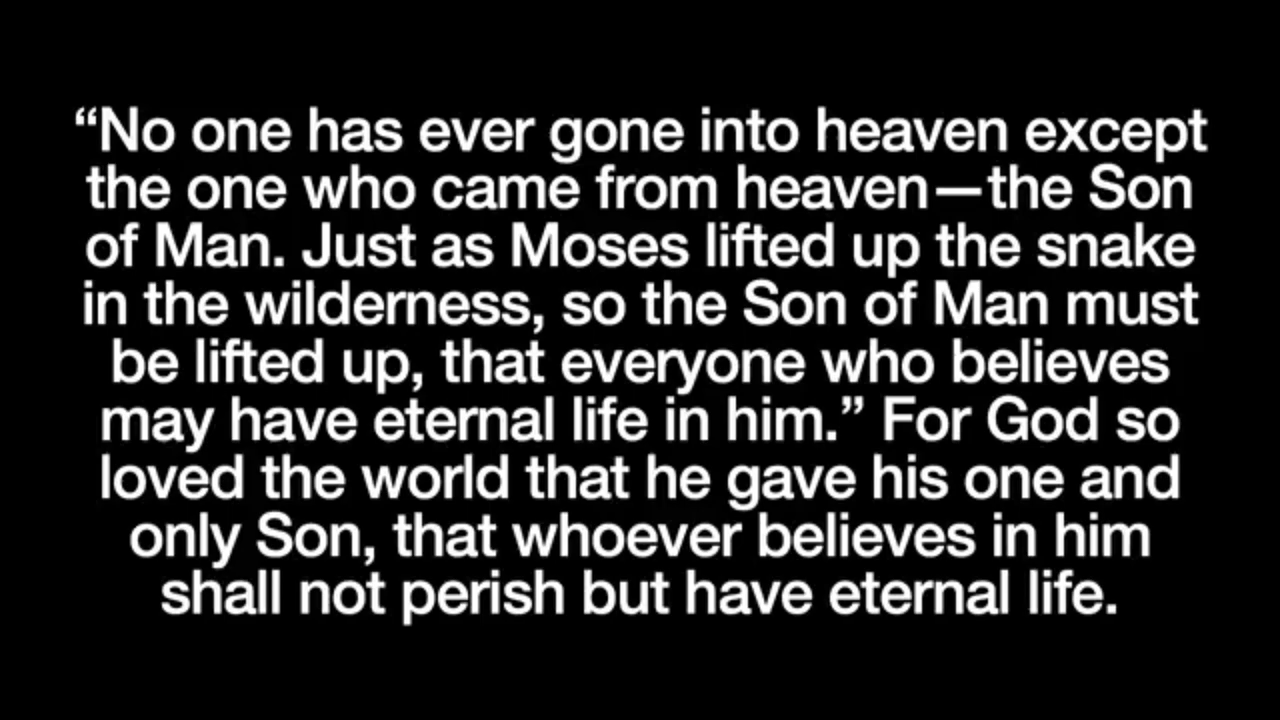 “No one has ever gone into heaven except
the one who came from heaven—the Son
of Man. Just as Moses lifted up the snake
in the wilderness, so the Son of Man must
be lifted up, that everyone who believes
may have eternal life in him.” For God so
loved the world that he gave his one and
only Son, that whoever believes in him
shall not perish but have eternal life.